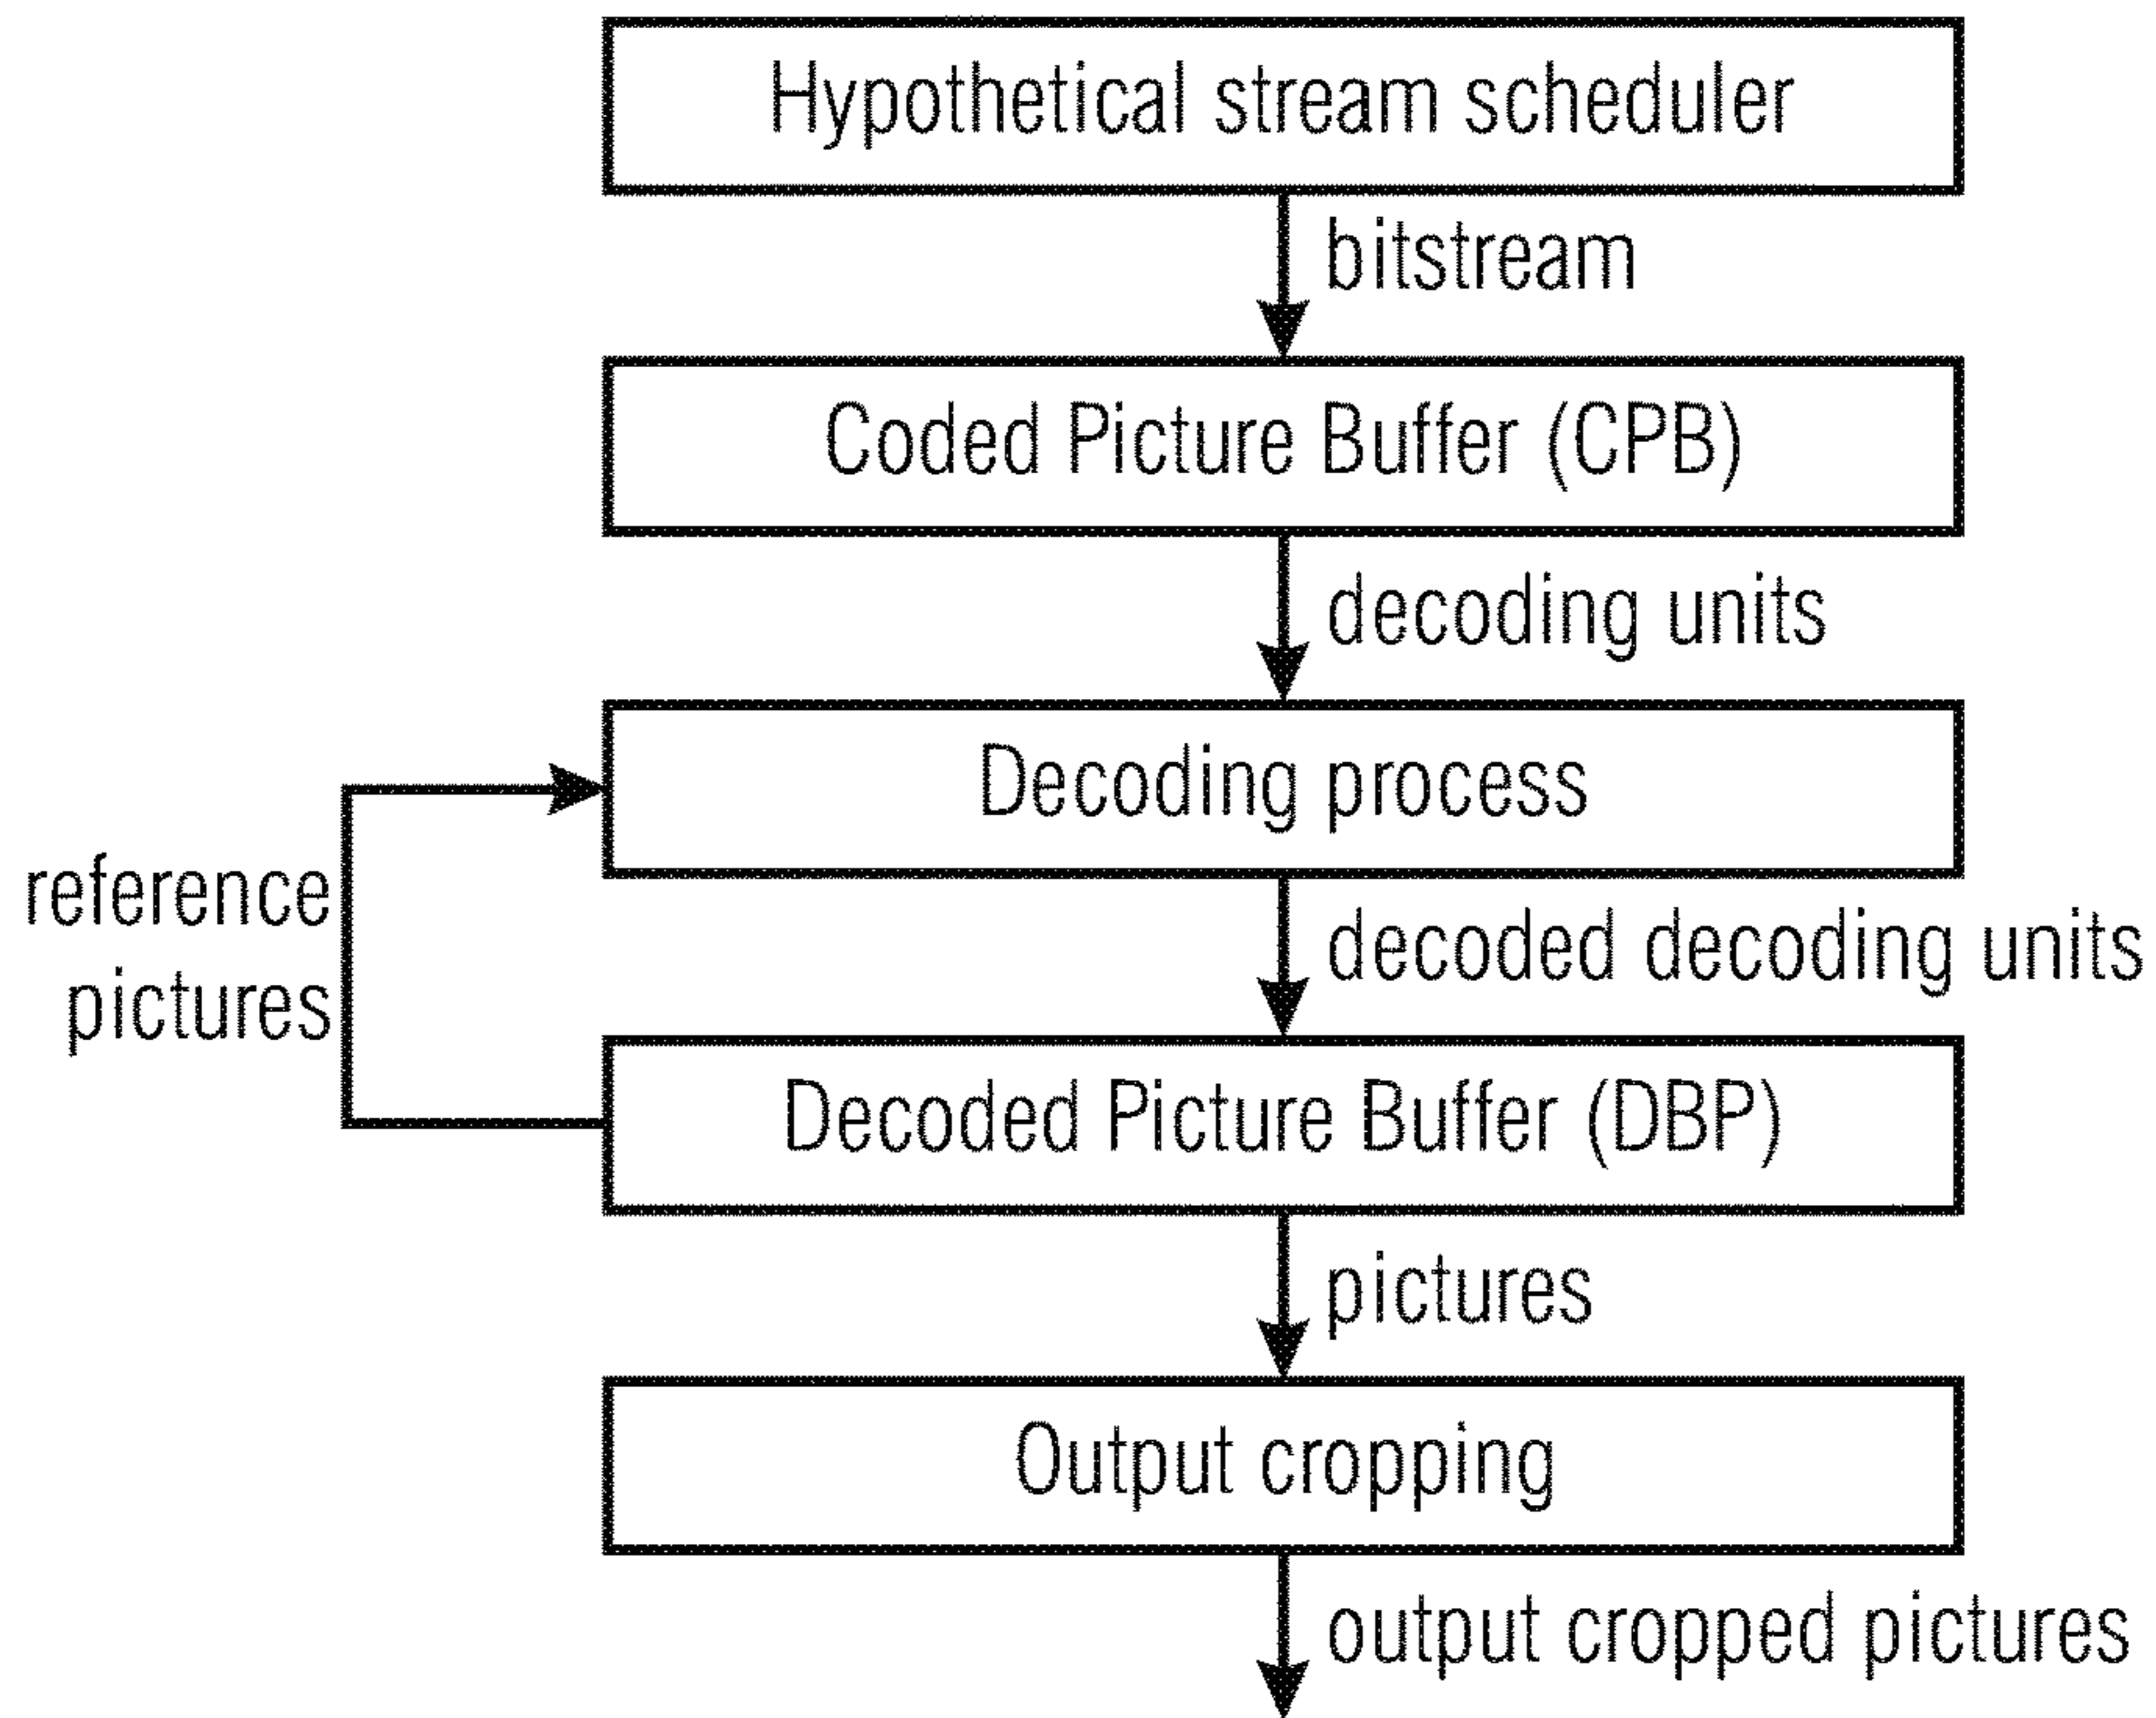 Hypothetical stream scheduler
bitstream
Coded Picture Buffer (CPB)
decoding units
Decoding process
reference
pictures
decoded decoding units
Decoded Picture Buffer (DBP)
pictures
Output cropping
output cropped pictures